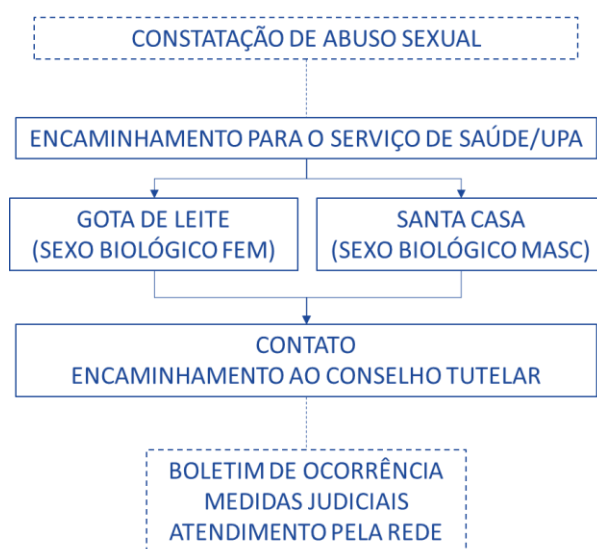 CONSTATAÇÃO DE ABUSO SEXUAL
ENCAMINHAMENTO PARA O SERVIÇO DE SAÚDE/UPA
GOTA DE LEITE
(SEXO BIOLÓGICO FEM)
SANTA CASA
(SEXO BIOLÓGICO MASC)
CONTATO
ENCAMINHAMENTO AO CONSELHO TUTELAR
BOLETIM DE OCORRÊNCIA
MEDIDAS JUDICIAIS
ATENDIMENTO PELA REDE